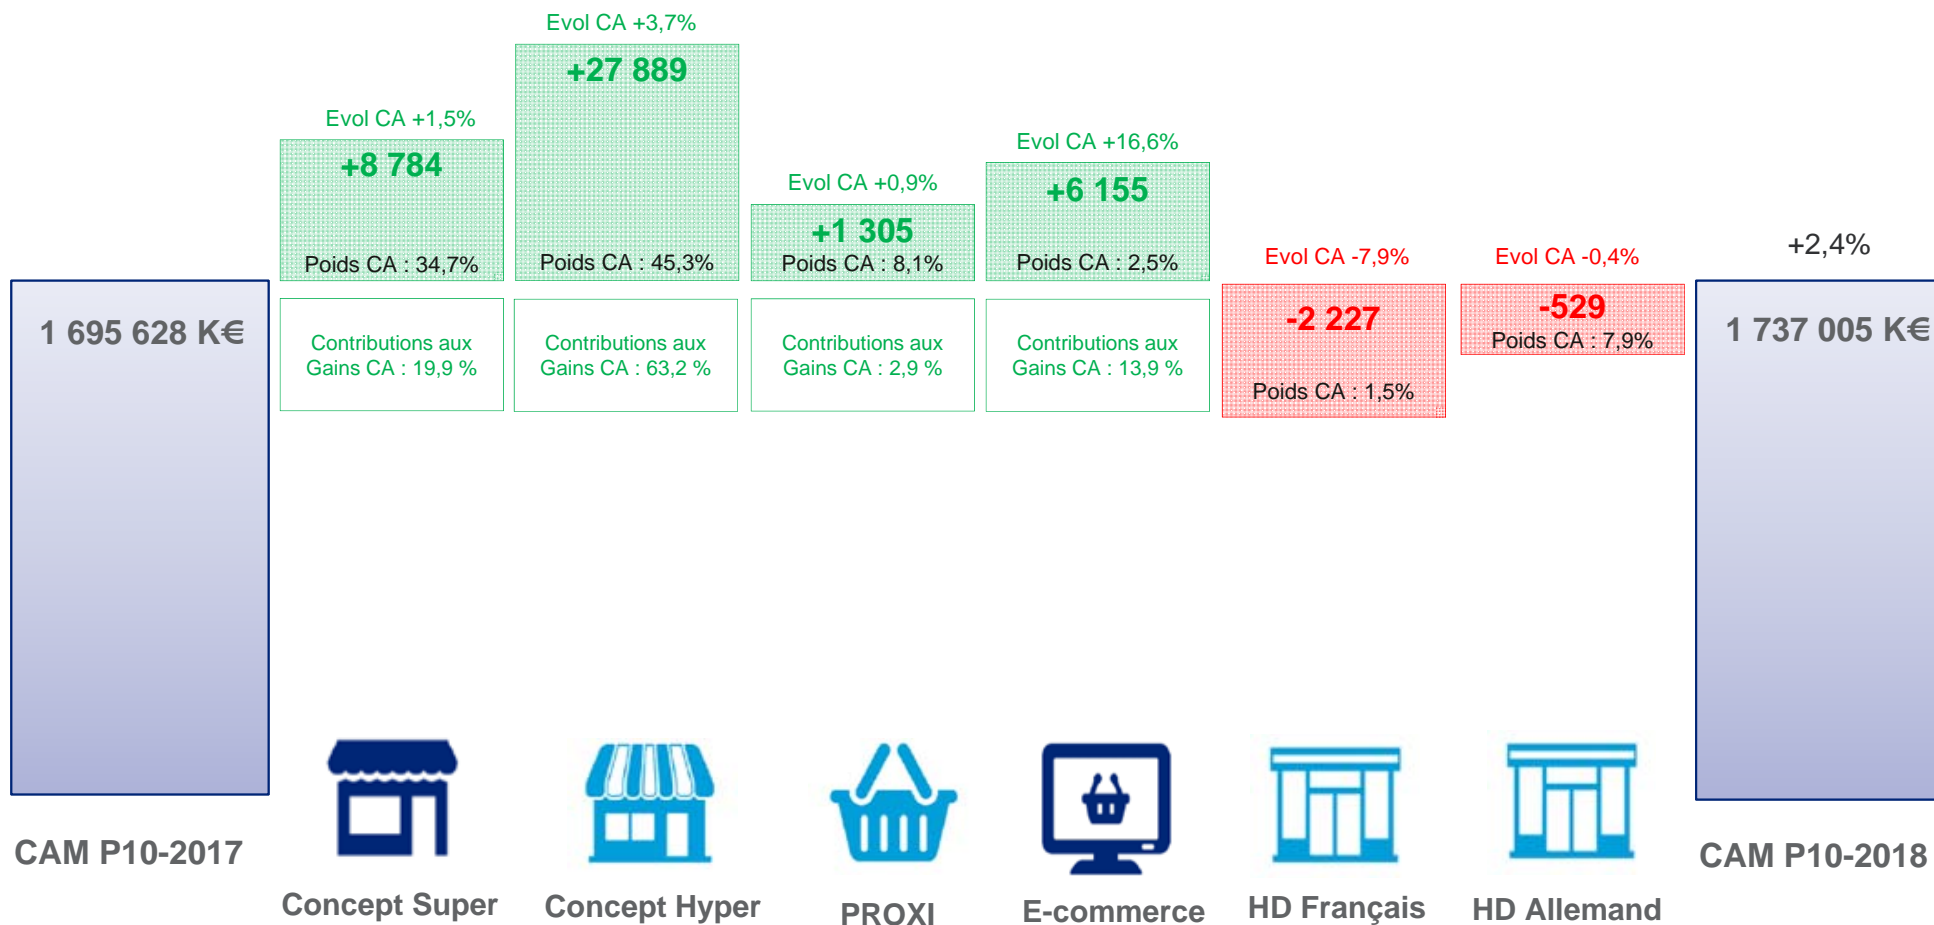 1 695 628 K€
CAM P10-2017
Evol CA +1,5%
+8 784
Poids CA : 34,7%
Contributions aux
Gains CA : 19,9 %
Concept Super
Evol CA +3,7%
+27 889
Poids CA : 45,3%
Contributions aux
Gains CA : 63,2 %
Concept Hyper
Evol CA +0,9%
+1 305
Poids CA : 8,1%
Contributions aux
Gains CA : 2,9 %
PROXI
Evol CA +16,6%
+6 155
Poids CA : 2,5%
Contributions aux
Gains CA : 13,9 %
E-commerce
Evol CA -7,9%
-2 227
Poids CA : 1,5%
HD Français
Evol CA -0,4%
-529
Poids CA : 7,9%
HD Allemand
+2,4%
1 737 005 K€
CAM P10-2018